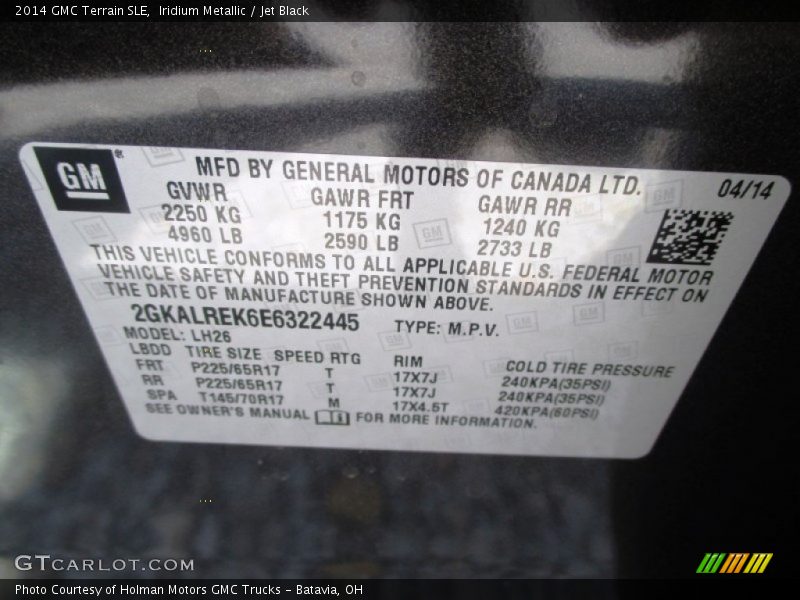 2014 GMC Terrain SLE, Iridium Metallic / Jet Black
GM®
MFD BY GENERAL MOTORS OF CANADA LTD. 04/14
GVWR GAWR FRT GAWR RR
2250 KG 1175 KG 1240 KG
4960 LB 2590 LB 2733 LB
THIS VEHICLE CONFORMS TO ALL APPLICABLE U.S. FEDERAL MOTOR
VEHICLE SAFETY AND THEFT PREVENTION STANDARDS IN EFFECT ON
THE DATE OF MANUFACTURE SHOWN ABOVE.
2GKALREK6E6322445 TYPE: M.P.V.
MODEL: LH26
LBDD TIRE SIZE SPEED RTG RIM COLD TIRE PRESSURE
FRT P225/65R17 T 17X7J 240KPA(35PSI)
RR P225/65R17 T 17X7J 240KPA(35PSI)
SPA T145/70R17 M 17X4.5T 420KPA(60PSI)
SEE OWNER'S MANUAL FOR MORE INFORMATION.
GTCARLOT.COM
Photo Courtesy of Holman Motors GMC Trucks - Batavia, OH